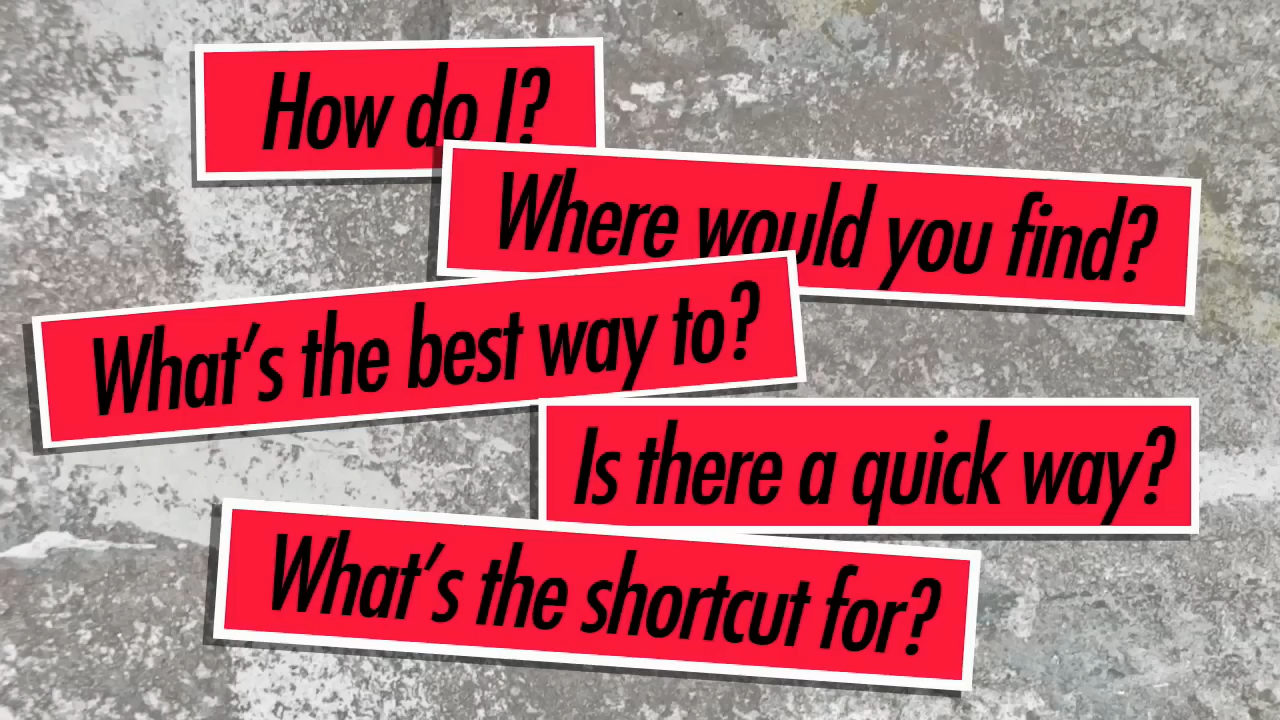 How do I?
Where would you find?
What's the best way to?
Is there a quick way?
What's the shortcut for?